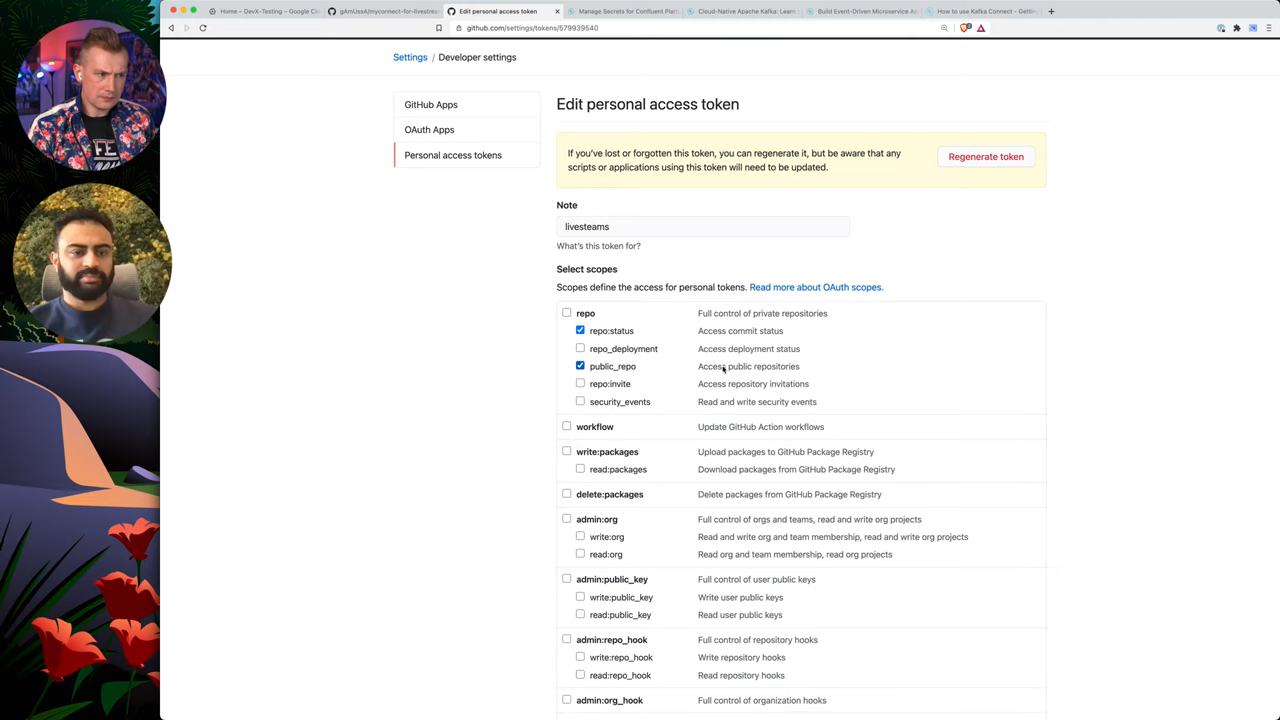 Home – DevX-Testing – Google Cl
gAmUssA/myconnect-for-livestream
Edit personal access token
Manage Secrets for Confluent Pla
Cloud-Native Apache Kafka: Learn
Build Event-Driven Microservice Ap
How to use Kafka Connect - Gettin
github.com/settings/tokens/579939540
Settings / Developer settings
GitHub Apps
OAuth Apps
Personal access tokens
Edit personal access token
If you've lost or forgotten this token, you can regenerate it, but be aware that any
scripts or applications using this token will need to be updated.
Regenerate token
Note
livesteams
What's this token for?
Select scopes
Scopes define the access for personal tokens. Read more about OAuth scopes.
repo Full control of private repositories
repo:status Access commit status
repo_deployment Access deployment status
public_repo Access public repositories
repo:invite Access repository invitations
security_events Read and write security events
workflow Update GitHub Action workflows
write:packages Upload packages to GitHub Package Registry
read:packages Download packages from GitHub Package Registry
delete:packages Delete packages from GitHub Package Registry
admin:org Full control of orgs and teams, read and write org projects
write:org Read and write org and team membership, read and write org projects
read:org Read org and team membership, read org projects
admin:public_key Full control of user public keys
write:public_key Write user public keys
read:public_key Read user public keys
admin:repo_hook Full control of repository hooks
write:repo_hook Write repository hooks
read:repo_hook Read repository hooks
admin:org_hook Full control of organization hooks